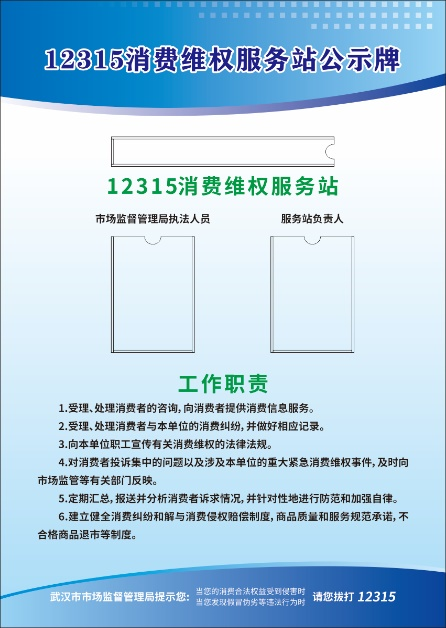 12315消费维权服务站公示牌
12315消费维权服务站
市场监督管理局执法人员 服务站负责人
工作职责
1.受理、处理消费者的咨询,向消费者提供消费信息服务。
2.受理、处理消费者与本单位的消费纠纷,并做好相应记录。
3.向本单位职工宣传有关消费维权的法律法规。
4.对消费者投诉集中的问题以及涉及本单位的重大紧急消费维权事件,及时向
市场监管等有关部门反映。
5.定期汇总,报送并分析消费者诉求情况,并针对性地进行防范和加强自律。
6.建立健全消费纠纷和解与消费侵权赔偿制度,商品质量和服务规范承诺,不
合格商品退市等制度。
武汉市市场监督管理局提示您: 当您的消费合法权益受到侵害时
当您发现假冒伪劣等违法行为时 请您拨打 12315